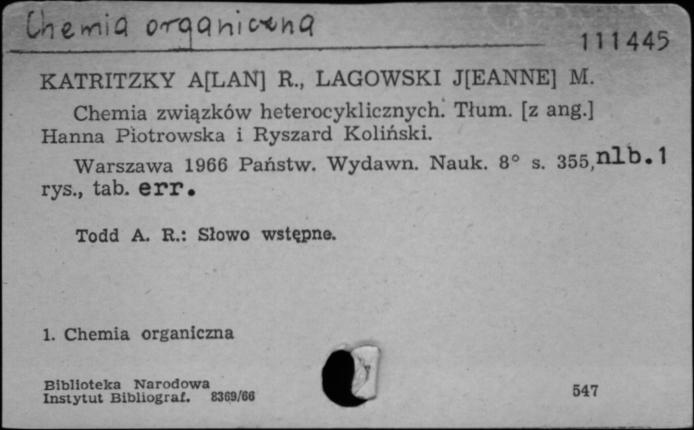 Chemia organiczna
111445
KATRITZKY A[LAN] R., LAGOWSKI J[EANNE] M.
Chemia związków heterocyklicznych. Tłum. [z ang.]
Hanna Piotrowska i Ryszard Koliński.
Warszawa 1966 Państw. Wydawn. Nauk. 8° s. 355, nlb. 1
rys., tab. err.
Todd A. R.: Słowo wstępne.
1. Chemia organiczna
Biblioteka Narodowa
Instytut Bibliograf. 8369/66
547